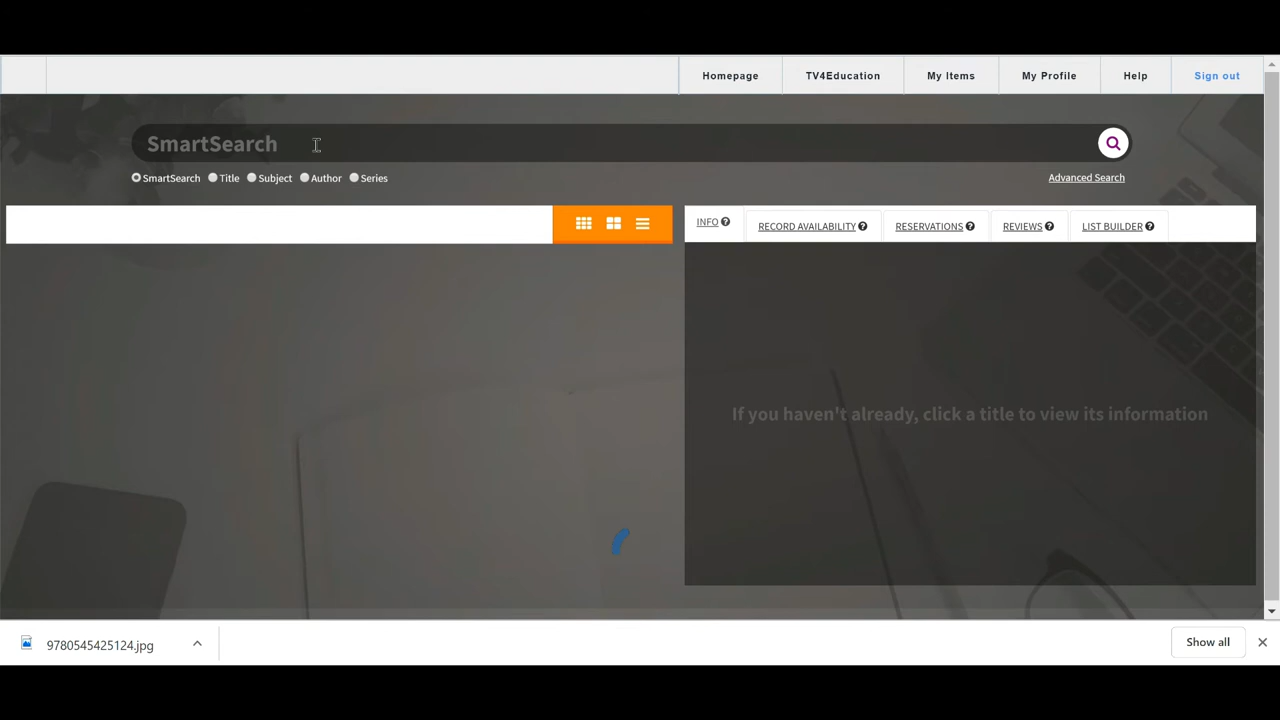 Homepage TV4Education My Items My Profile Help Sign out
SmartSearch
SmartSearch Title Subject Author Series Advanced Search
INFO RECORD AVAILABILITY RESERVATIONS REVIEWS LIST BUILDER
If you haven't already, click a title to view its information
9780545425124.jpg Show all